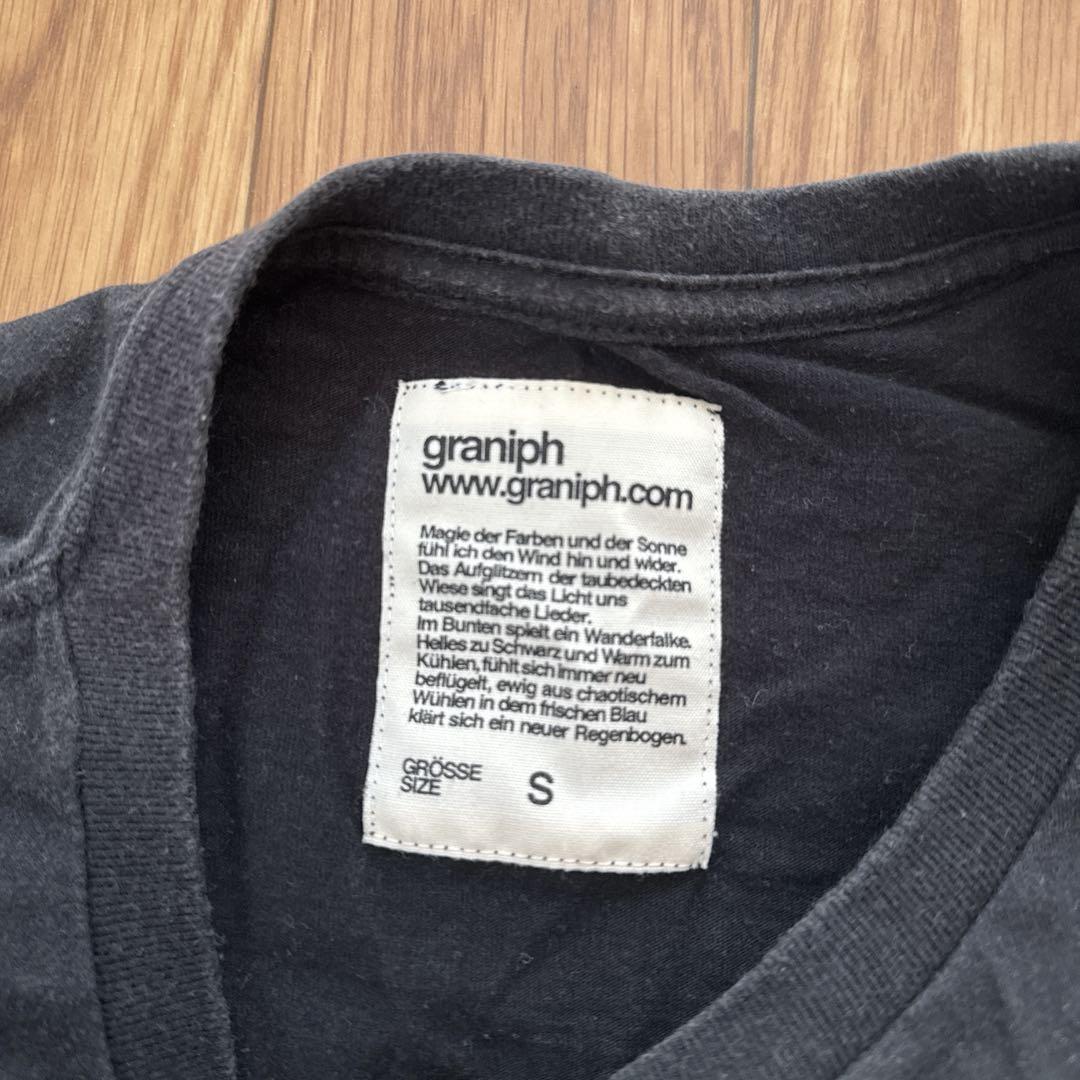 graniph
www.graniph.com
Magie der Farben und der Sonne
fühl ich den Wind hin und wider.
Das Aufglitzern der taubedeckten
Wiese singt das Licht uns
tausendfache Lieder.
Im Bunten spielt ein Wanderfalke.
Helles zu Schwarz und Warm zum
Kühlen, fühlt sich immer neu
beflügelt, ewig aus chaotischem
Wühlen in dem frischen Blau
klärt sich ein neuer Regenbogen.
GRÖSSE
SIZE S